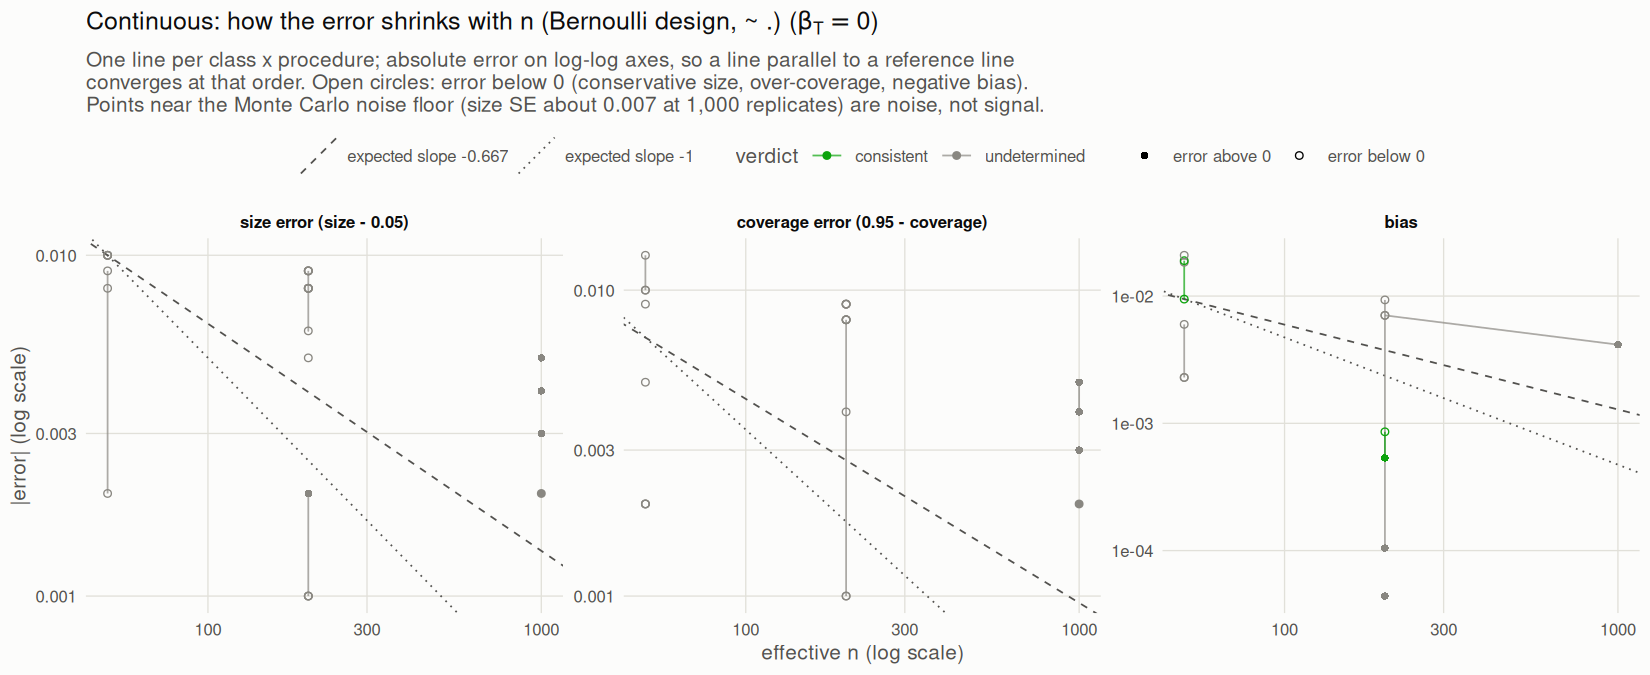 Continuous: how the error shrinks with n (Bernoulli design, ~ .) (βT = 0)
One line per class x procedure; absolute error on log-log axes, so a line parallel to a reference line
converges at that order. Open circles: error below 0 (conservative size, over-coverage, negative bias).
Points near the Monte Carlo noise floor (size SE about 0.007 at 1,000 replicates) are noise, not signal.
expected slope -0.667 expected slope -1 verdict consistent undetermined error above 0 error below 0
size error (size - 0.05)
coverage error (0.95 - coverage)
bias
|error| (log scale)
0.010
0.003
0.001
100 300 1000
0.010
0.003
0.001
100 300 1000
1e-02
1e-03
1e-04
100 300 1000
effective n (log scale)